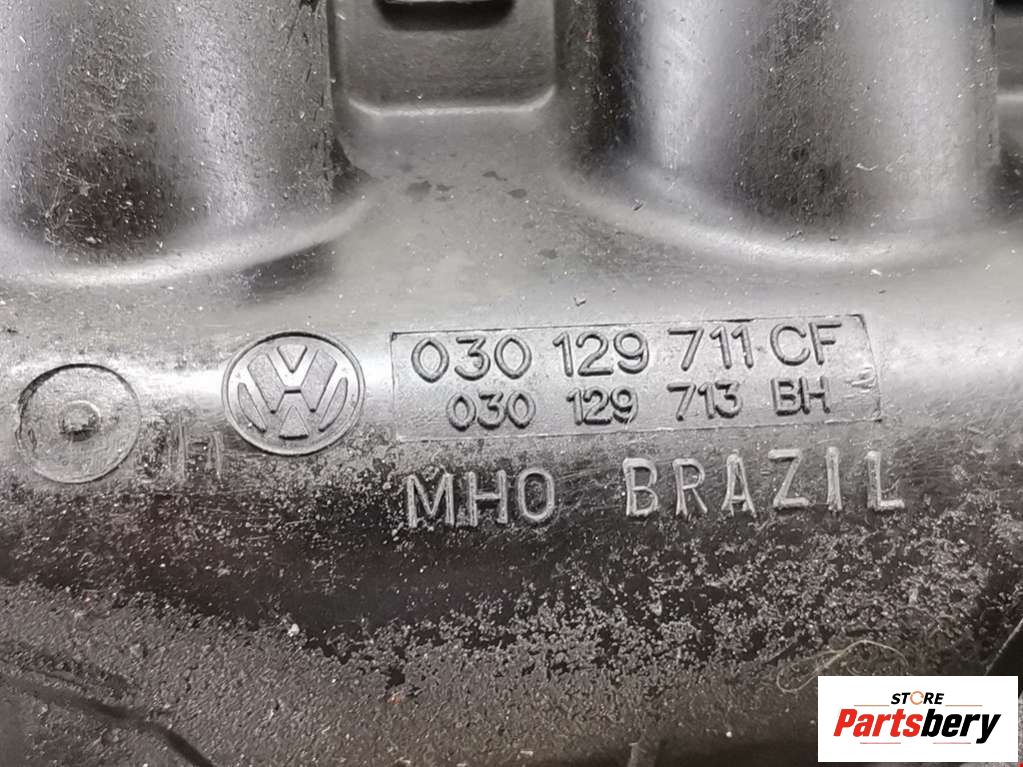 030 129 711 CF
030 129 713 BH
MHO BRAZIL
STORE
Partsbery